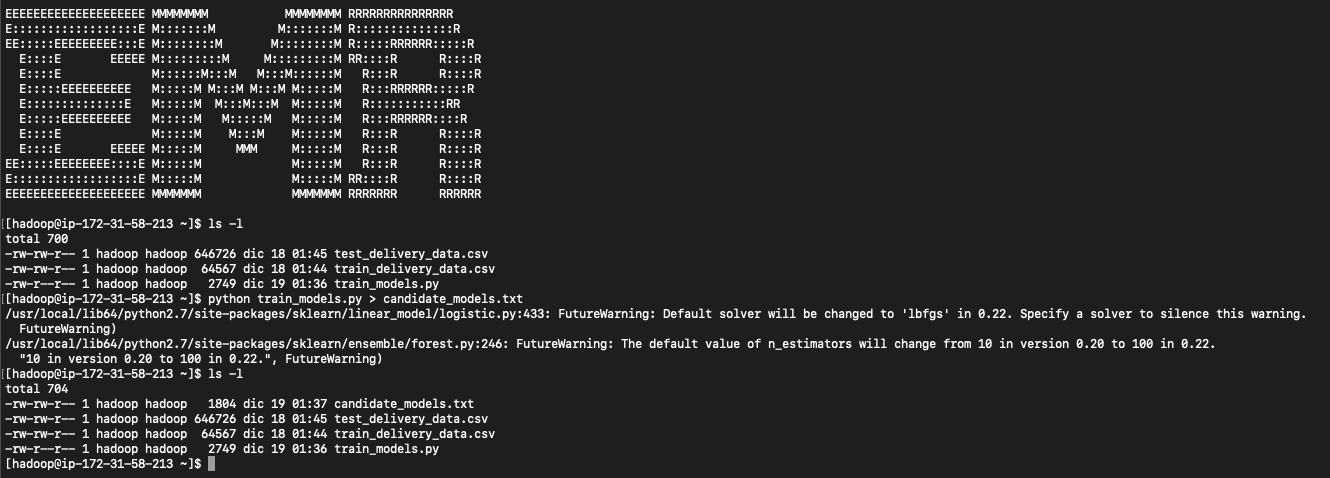 EEEEEEEEEEEEEEEEEEEE MMMMMMMM           MMMMMMMM RRRRRRRRRRRRRRR
E::::::::::::::::::E M:::::::M         M:::::::M R::::::::::::::R
EE:::::EEEEEEEEE:::E M::::::::M       M::::::::M R:::::RRRRRR:::::R
  E::::E       EEEEE M:::::::::M     M:::::::::M RR::::R      R::::R
  E::::E             M::::::M:::M   M:::M::::::M   R:::R      R::::R
  E:::::EEEEEEEEEE   M:::::M M:::M M:::M M:::::M   R:::RRRRRR:::::R
  E::::::::::::::E   M:::::M  M:::M:::M  M:::::M   R:::::::::::RR
  E:::::EEEEEEEEEE   M:::::M   M:::::M   M:::::M   R:::RRRRRR::::R
  E::::E             M:::::M    M:::M    M:::::M   R:::R      R::::R
  E::::E       EEEEE M:::::M     MMM     M:::::M   R:::R      R::::R
EE:::::EEEEEEEE::::E M:::::M             M:::::M   R:::R      R::::R
E::::::::::::::::::E M:::::M             M:::::M RR::::R      R::::R
EEEEEEEEEEEEEEEEEEEE MMMMMMM             MMMMMMM RRRRRRR      RRRRRR
[[hadoop@ip-172-31-58-213 ~]$ ls -l
total 700
-rw-rw-r-- 1 hadoop hadoop 646726 dic 18 01:45 test_delivery_data.csv
-rw-rw-r-- 1 hadoop hadoop  64567 dic 18 01:44 train_delivery_data.csv
-rw-r--r-- 1 hadoop hadoop   2749 dic 19 01:36 train_models.py
[[hadoop@ip-172-31-58-213 ~]$ python train_models.py > candidate_models.txt
/usr/local/lib64/python2.7/site-packages/sklearn/linear_model/logistic.py:433: FutureWarning: Default solver will be changed to 'lbfgs' in 0.22. Specify a solver to silence this warning.
  FutureWarning)
/usr/local/lib64/python2.7/site-packages/sklearn/ensemble/forest.py:246: FutureWarning: The default value of n_estimators will change from 10 in version 0.20 to 100 in 0.22.
  "10 in version 0.20 to 100 in 0.22.", FutureWarning)
[[hadoop@ip-172-31-58-213 ~]$ ls -l
total 704
-rw-rw-r-- 1 hadoop hadoop   1804 dic 19 01:37 candidate_models.txt
-rw-rw-r-- 1 hadoop hadoop 646726 dic 18 01:45 test_delivery_data.csv
-rw-rw-r-- 1 hadoop hadoop  64567 dic 18 01:44 train_delivery_data.csv
-rw-r--r-- 1 hadoop hadoop   2749 dic 19 01:36 train_models.py
[hadoop@ip-172-31-58-213 ~]$